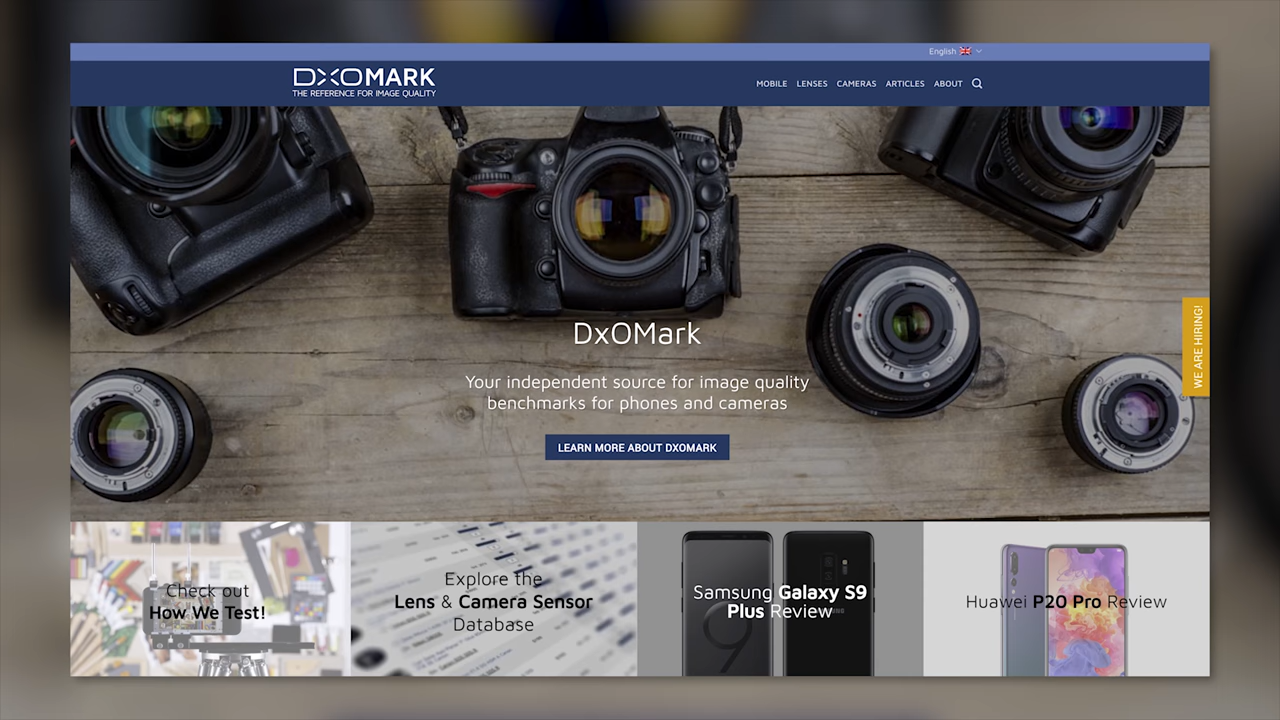 English
DXOMARK
THE REFERENCE FOR IMAGE QUALITY
MOBILE LENSES CAMERAS ARTICLES ABOUT
WE ARE HIRING!
DxOMark
Your independent source for image quality
benchmarks for phones and cameras
LEARN MORE ABOUT DXOMARK
Check out
How We Test!
Explore the
Lens & Camera Sensor
Database
Samsung Galaxy S9
Plus Review
Huawei P20 Pro Review